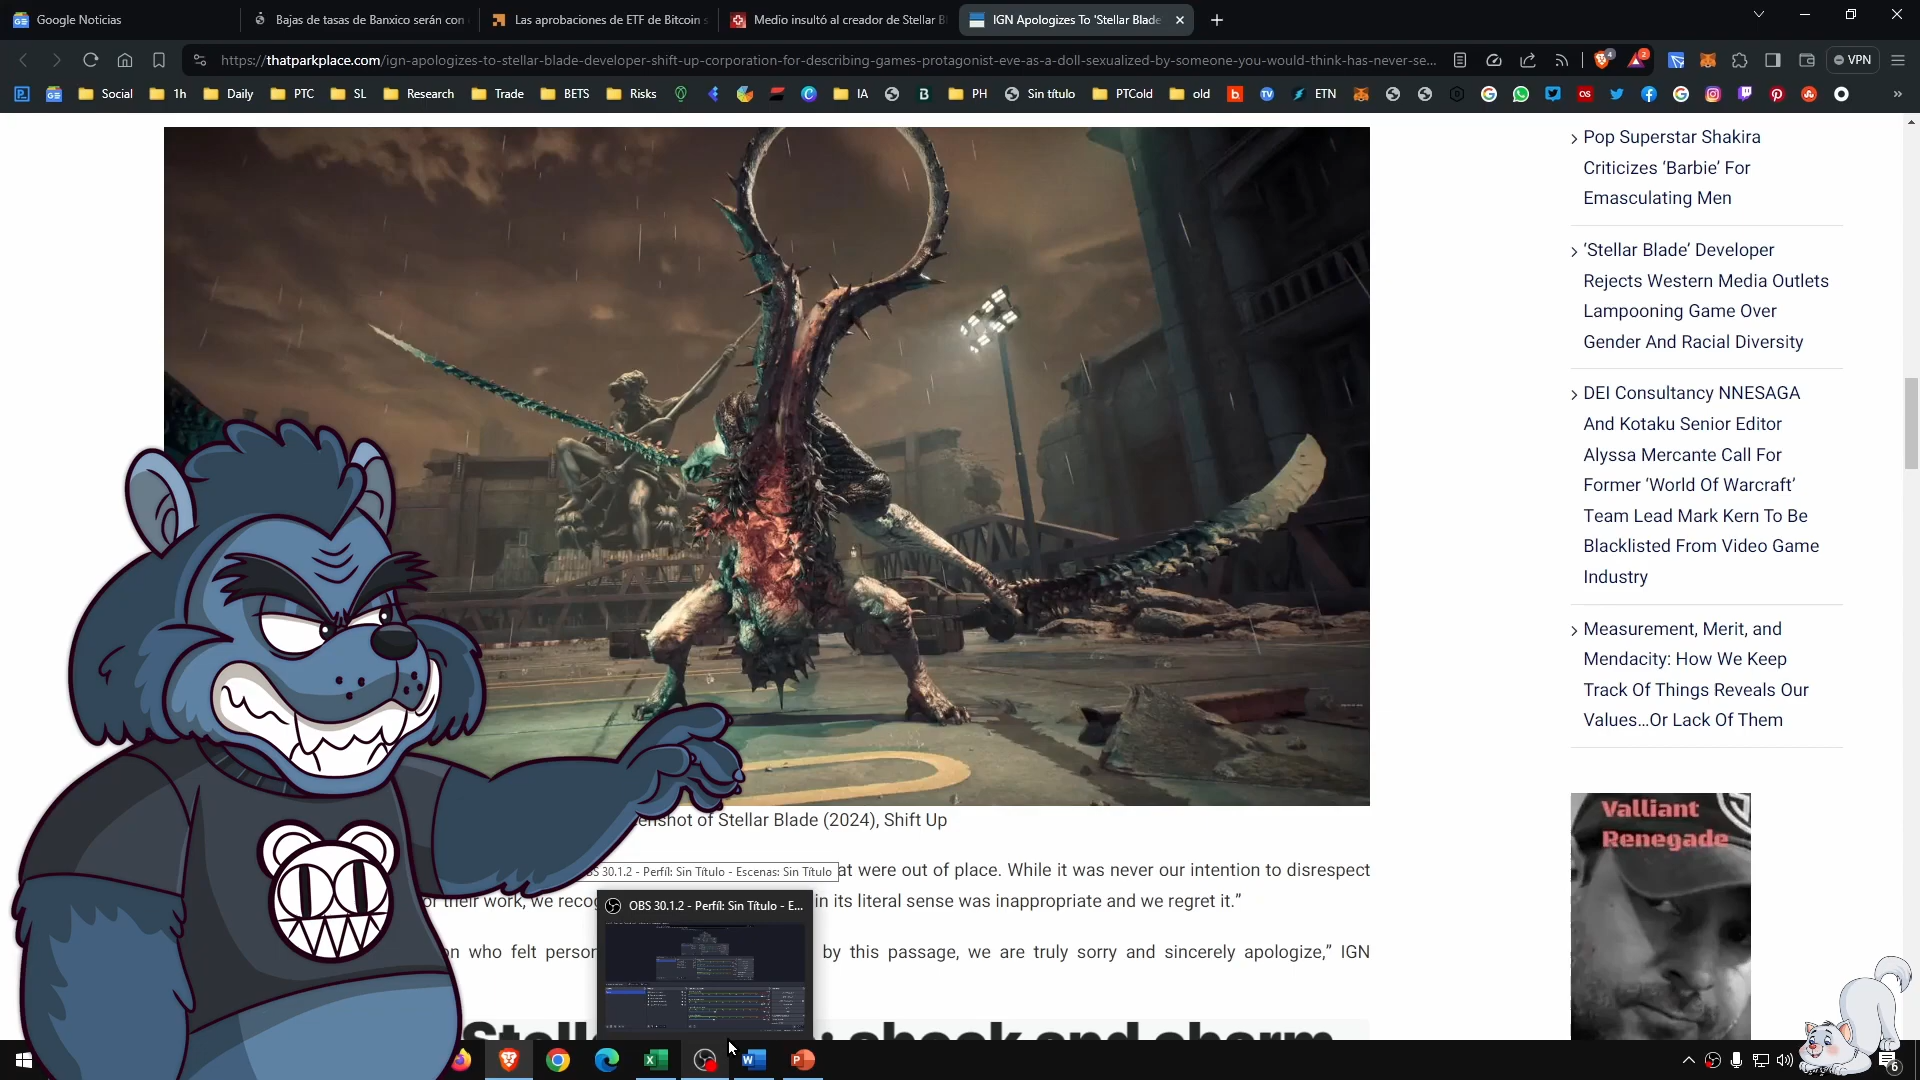 Google Noticias
Bajas de tasas de Banxico serán con
Las aprobaciones de ETF de Bitcoin s
Medio insultó al creador de Stellar B
IGN Apologizes To 'Stellar Blade
https://thatparkplace.com/ign-apologizes-to-stellar-blade-developer-shift-up-corporation-for-describing-games-protagonist-eve-as-a-doll-sexualized-by-someone-you-would-think-has-never-se...
4
2
VPN
Social
1h
Daily
PTC
SL
Research
Trade
BETS
Risks
IA
B
PH
Sin título
PTCold
old
ETN
Pop Superstar Shakira
Criticizes ‘Barbie’ For
Emasculating Men
‘Stellar Blade’ Developer
Rejects Western Media Outlets
Lampooning Game Over
Gender And Racial Diversity
DEI Consultancy NNESAGA
And Kotaku Senior Editor
Alyssa Mercante Call For
Former ‘World Of Warcraft’
Team Lead Mark Kern To Be
Blacklisted From Video Game
Industry
Measurement, Merit, and
Mendacity: How We Keep
Track Of Things Reveals Our
Values…Or Lack Of Them
Valliant
Renegade
enshot of Stellar Blade (2024), Shift Up
at were out of place. While it was never our intention to disrespect
BS 30.1.2 - Perfil: Sin Título - Escenas: Sin Título
or their work, we recog
in its literal sense was inappropriate and we regret it.”
OBS 30.1.2 - Perfil: Sin Título - E...
on who felt person
by this passage, we are truly sorry and sincerely apologize,” IGN
6